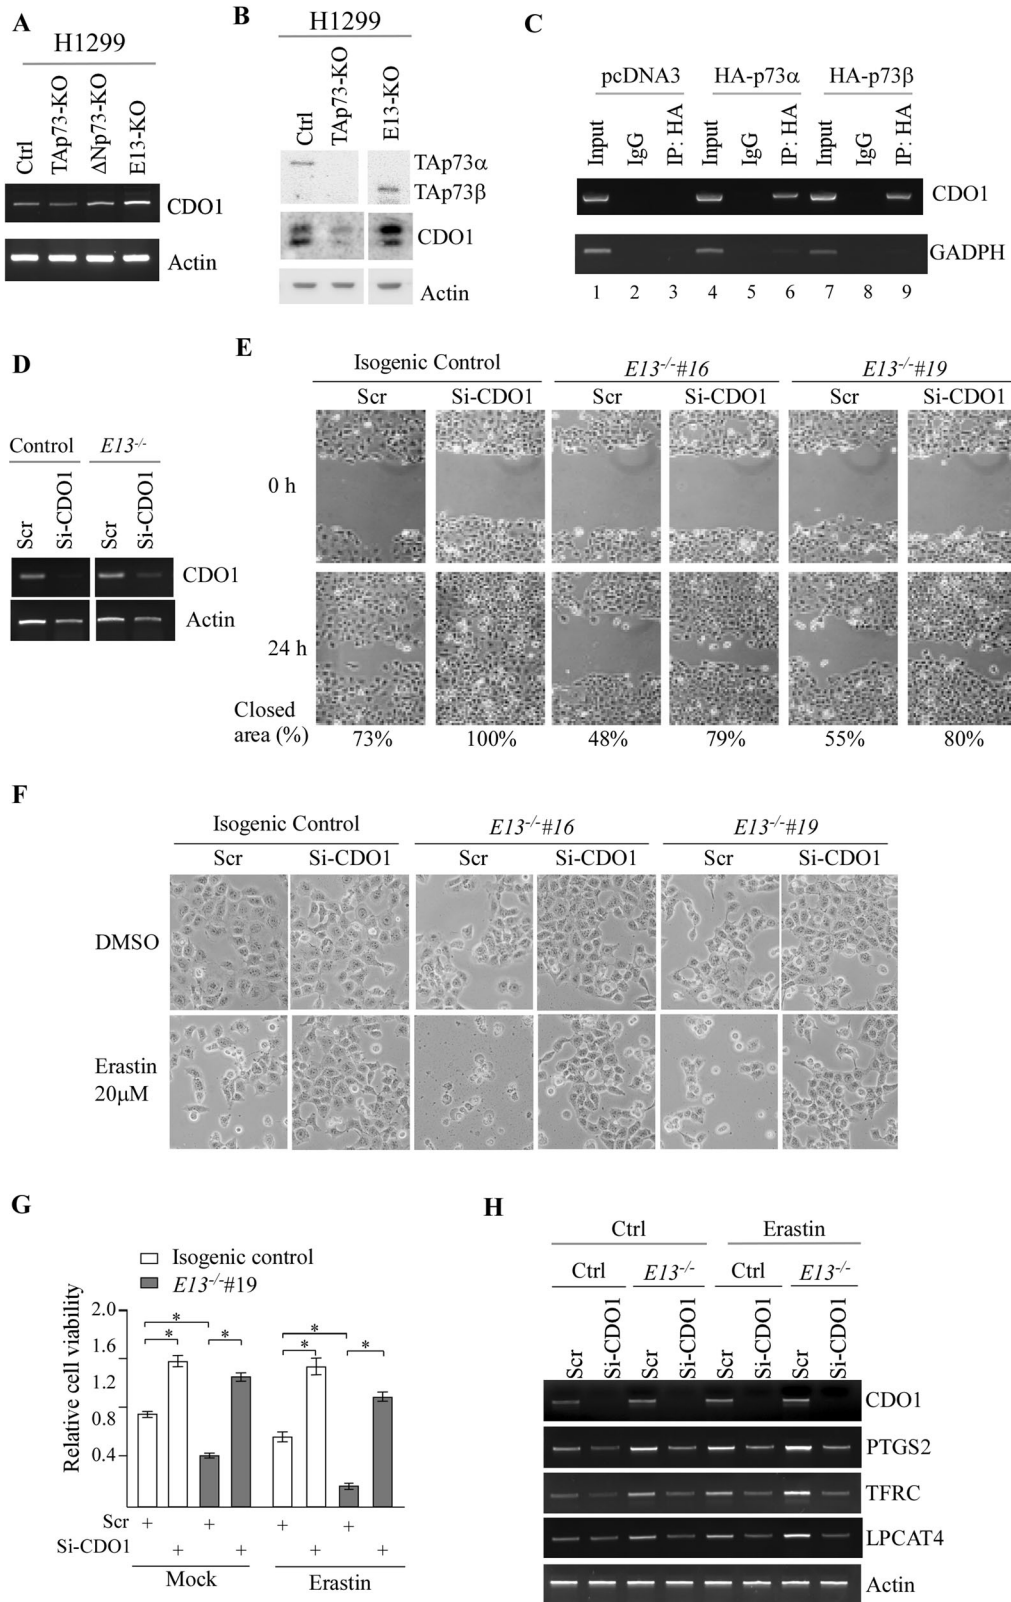 A
H1299
Ctrl
TAp73-KO
ΔNp73-KO
E13-KO
CDO1
Actin
B
H1299
Ctrl
TAp73-KO
E13-KO
TAp73α
TAp73β
CDO1
Actin
C
pcDNA3 HA-p73α HA-p73β
Input
IgG
IP: HA
Input
IgG
IP: HA
Input
IgG
IP: HA
CDO1
GADPH
1 2 3 4 5 6 7 8 9
D
Control E13-/-
Scr
Si-CDO1
Scr
Si-CDO1
CDO1
Actin
E
Isogenic Control E13-/-#16 E13-/-#19
Scr Si-CDO1 Scr Si-CDO1 Scr Si-CDO1
0 h
24 h
Closed
area (%)
73% 100% 48% 79% 55% 80%
F
Isogenic Control E13-/-#16 E13-/-#19
Scr Si-CDO1 Scr Si-CDO1 Scr Si-CDO1
DMSO
Erastin
20μM
G
Isogenic control
E13-/-#19
Relative cell viability
2.0
1.6
1.2
0.8
0.4
* * * * * *
Scr + + + +
Si-CDO1 + + + +
Mock Erastin
H
Ctrl Erastin
Ctrl E13-/- Ctrl E13-/-
Scr
Si-CDO1
Scr
Si-CDO1
Scr
Si-CDO1
Scr
Si-CDO1
CDO1
PTGS2
TFRC
LPCAT4
Actin